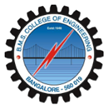 B.M.S. COLLEGE OF ENGINEERING
BANGALORE - 560 019